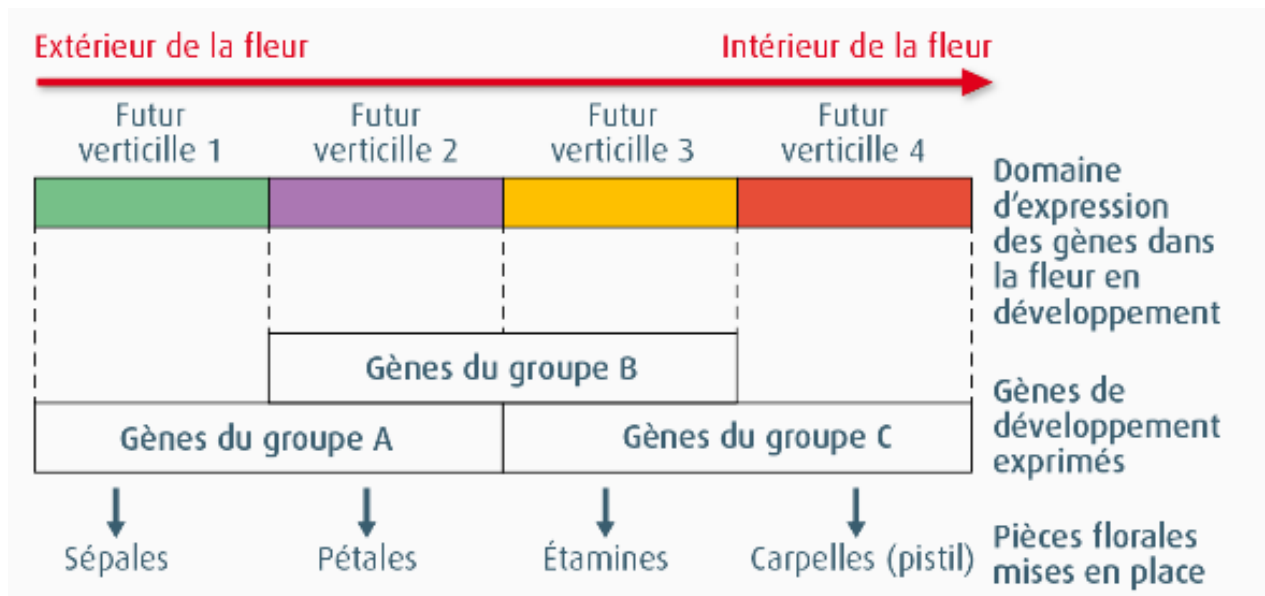 Extérieur de la fleur
Intérieur de la fleur
Futur
verticille 1
Futur
verticille 2
Futur
verticille 3
Futur
verticille 4
Domaine
d'expression
des gènes dans
la fleur en
développement
Gènes du groupe B
Gènes du groupe A
Gènes du groupe C
Gènes de
développement
exprimés
Sépales
Pétales
Étamines
Carpelles (pistil)
Pièces florales
mises en place